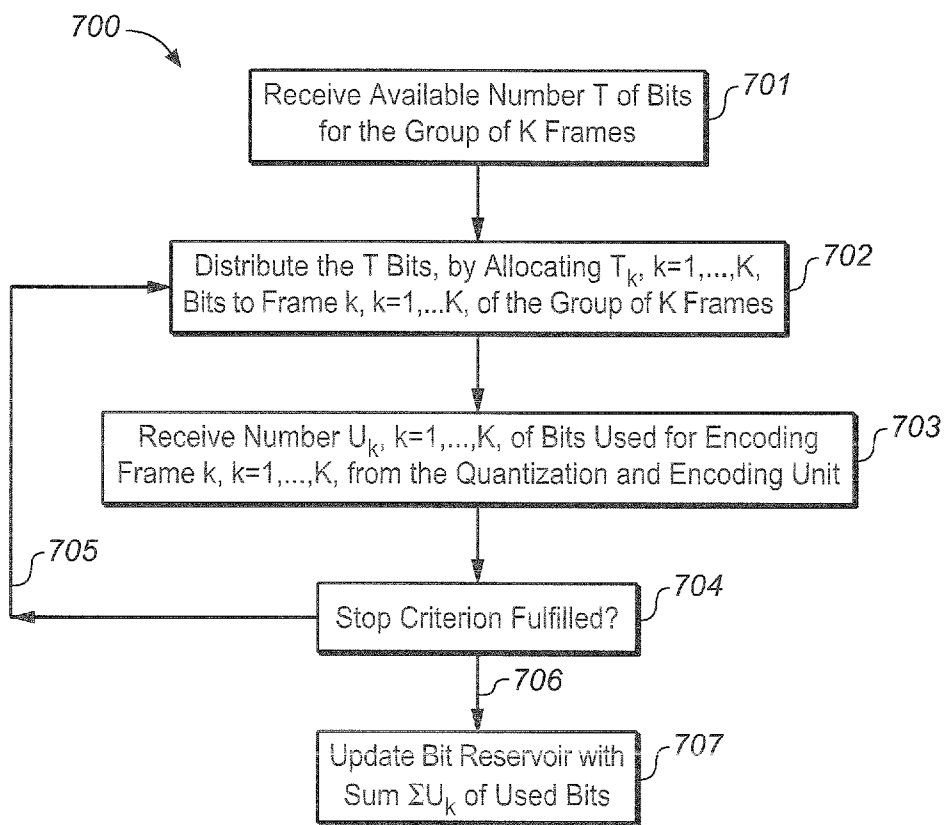 700
Receive Available Number T of Bits
for the Group of K Frames
701
Distribute the T Bits, by Allocating Tk, k=1,...,K,
Bits to Frame k, k=1,...K, of the Group of K Frames
702
Receive Number Uk, k=1,...,K, of Bits Used for Encoding
Frame k, k=1,...,K, from the Quantization and Encoding Unit
703
705
Stop Criterion Fulfilled?
704
706
Update Bit Reservoir with
Sum ΣUk of Used Bits
707